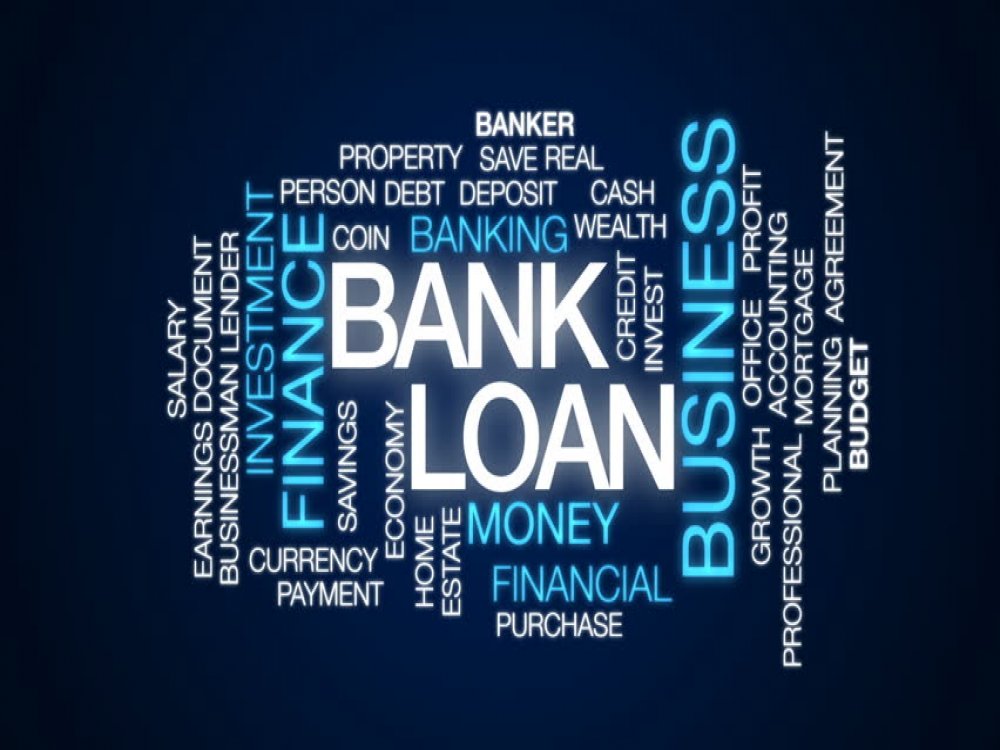 BANKER
PROPERTY
SAVE REAL
PERSON
DEBT
DEPOSIT
CASH
COIN
BANKING
WEALTH
BANK
LOAN
SALARY
EARNINGS DOCUMENT
BUSINESSMAN LENDER
INVESTMENT
FINANCE
SAVINGS
ECONOMY
CREDIT
INVEST
BUSINESS
OFFICE PROFIT
GROWTH ACCOUNTING
PROFESSIONAL MORTGAGE
PLANNING AGREEMENT
BUDGET
MONEY
CURRENCY
PAYMENT
HOME
ESTATE
FINANCIAL
PURCHASE